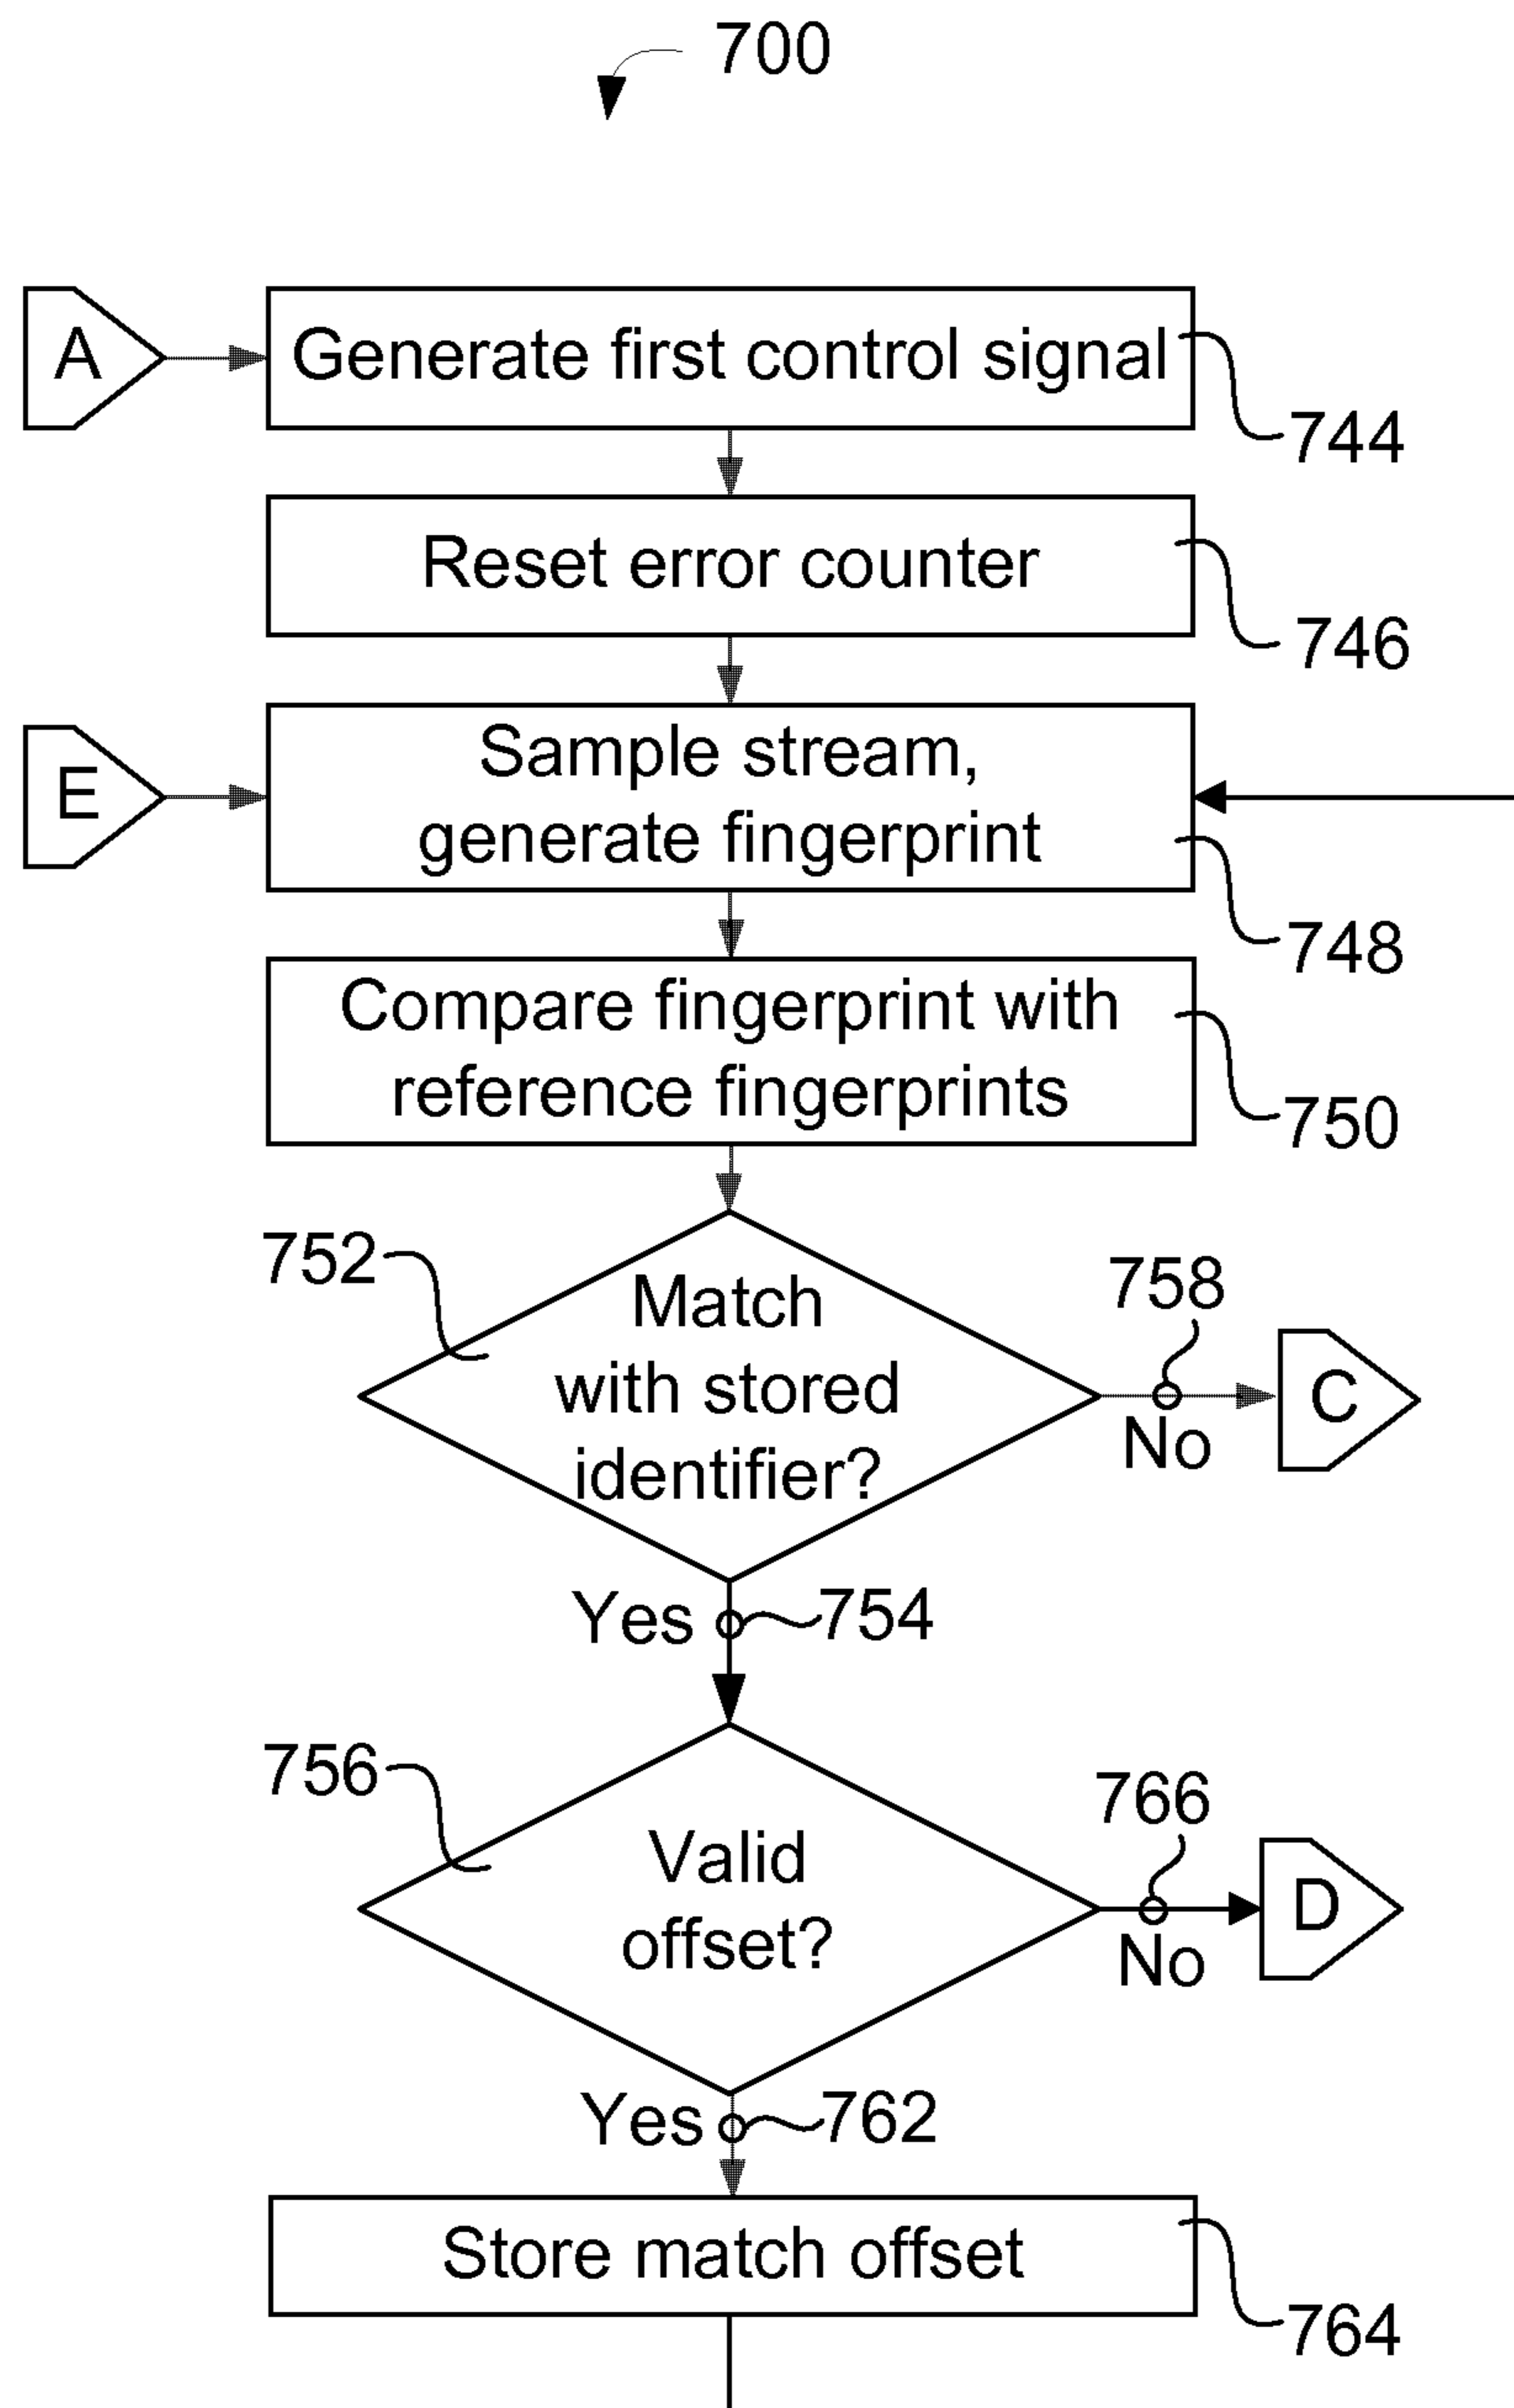 700
A
Generate first control signal
744
Reset error counter
746
E
Sample stream,
generate fingerprint
748
Compare fingerprint with
reference fingerprints
750
752
Match
with stored
identifier?
758
No
C
Yes
754
756
Valid
offset?
766
No
D
Yes
762
Store match offset
764